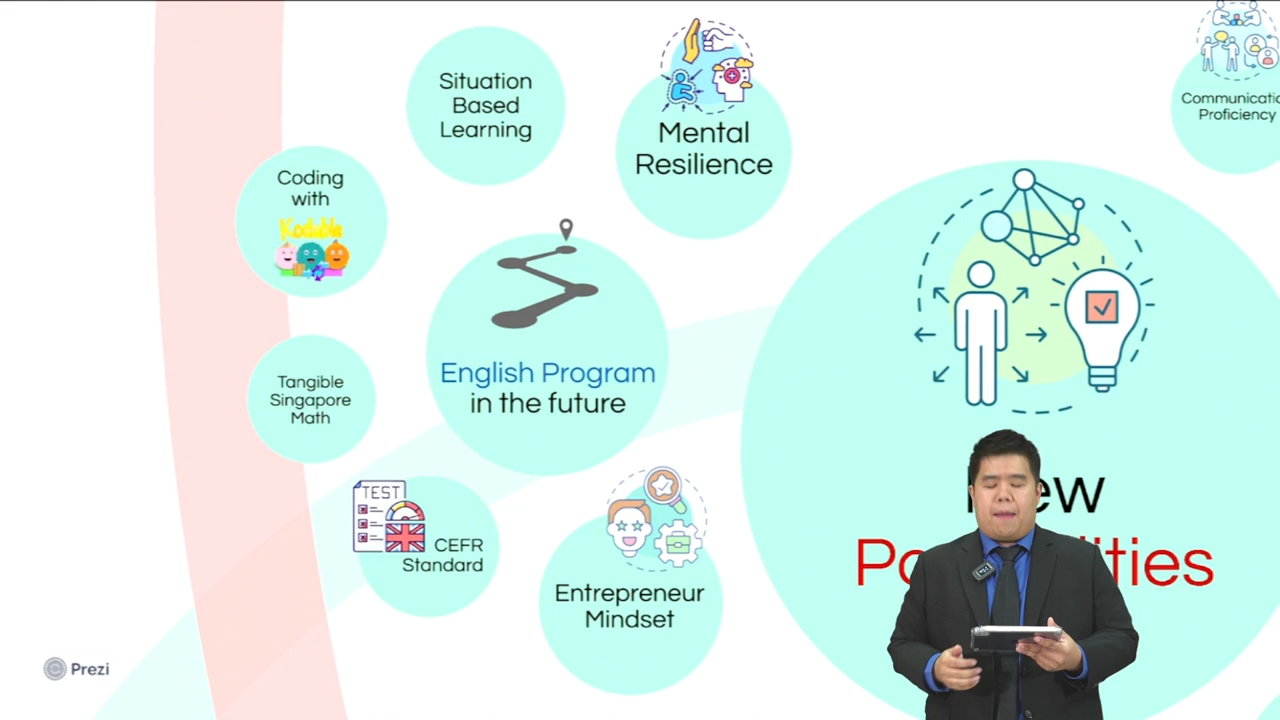 Situation
Based
Learning
Mental
Resilience
Proficiency
Coding
with
Kodable
English Program
in the future
Tangible
Singapore
Math
TEST
CEFR
Standard
Entrepreneur
Mindset
Prezi